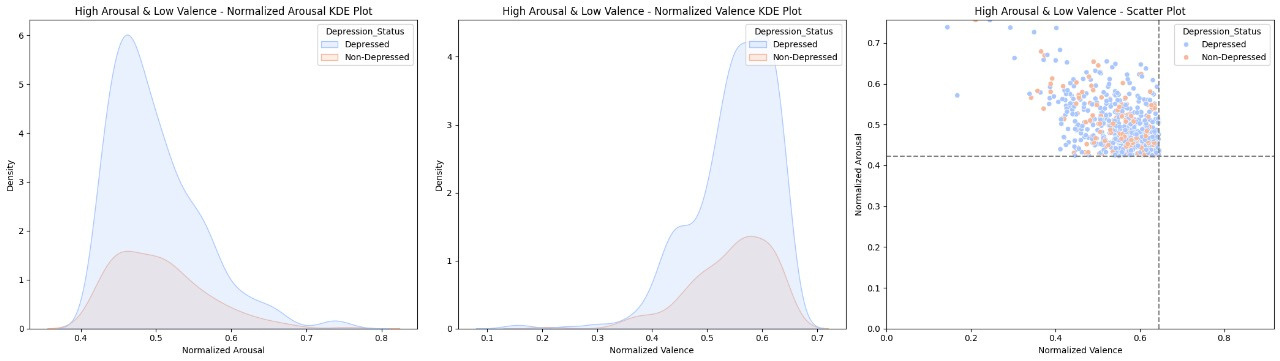 High Arousal & Low Valence - Normalized Arousal KDE Plot
Depression_Status
Depressed
Non-Depressed
6
5
4
3
2
1
0
Density
0.4 0.5 0.6 0.7 0.8
Normalized Arousal
High Arousal & Low Valence - Normalized Valence KDE Plot
Depression_Status
Depressed
Non-Depressed
4
3
2
1
0
Density
0.1 0.2 0.3 0.4 0.5 0.6 0.7
Normalized Valence
High Arousal & Low Valence - Scatter Plot
Depression_Status
Depressed
Non-Depressed
0.7
0.6
0.5
0.4
0.3
0.2
0.1
0.0
Normalized Arousal
0.0 0.2 0.4 0.6 0.8
Normalized Valence